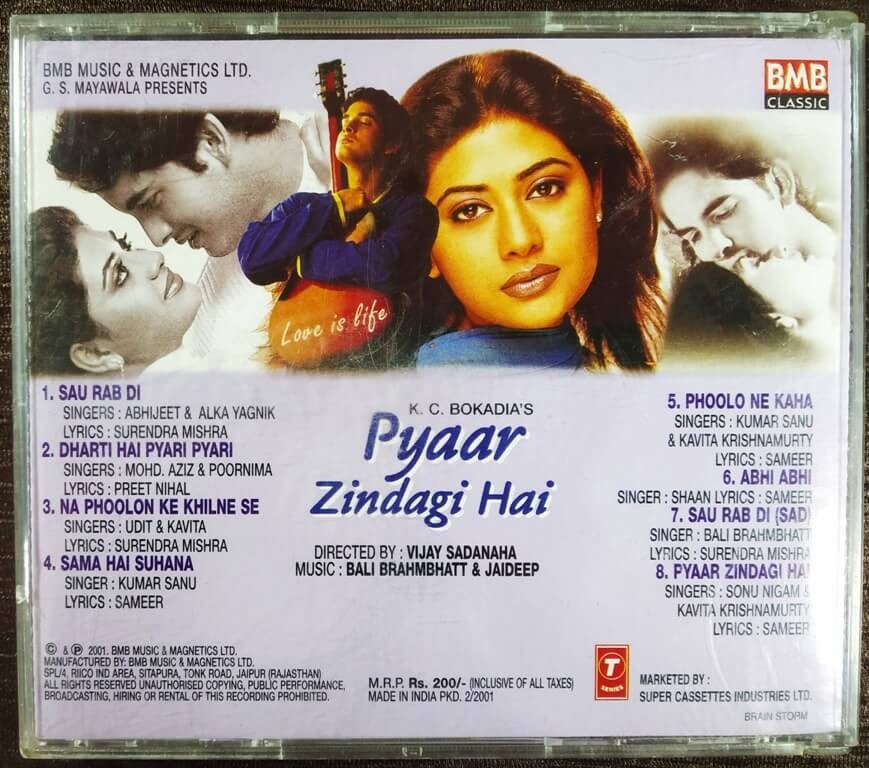 BMB MUSIC & MAGNETICS LTD.
G. S. MAYAWALA PRESENTS
BMB
CLASSIC
Love is life
1. SAU RAB DI
SINGERS : ABHIJEET & ALKA YAGNIK
LYRICS : SURENDRA MISHRA
2. DHARTI HAI PYARI PYARI
SINGERS : MOHD. AZIZ & POORNIMA
LYRICS : PREET NIHAL
3. NA PHOOLON KE KHILNE SE
SINGERS : UDIT & KAVITA
LYRICS : SURENDRA MISHRA
4. SAMA HAI SUHANA
SINGER : KUMAR SANU
LYRICS : SAMEER
K. C. BOKADIA'S
Pyaar
Zindagi Hai
DIRECTED BY : VIJAY SADANAHA
MUSIC : BALI BRAHMBHATT & JAIDEEP
5. PHOOLO NE KAHA
SINGERS : KUMAR SANU
& KAVITA KRISHNAMURTY
LYRICS : SAMEER
6. ABHI ABHI
SINGER : SHAAN LYRICS : SAMEER
7. SAU RAB DI (SAD)
SINGER : BALI BRAHMBHATT
LYRICS : SURENDRA MISHRA
8. PYAAR ZINDAGI HAI
SINGERS : SONU NIGAM &
KAVITA KRISHNAMURTY
LYRICS : SAMEER
© & ℗ 2001. BMB MUSIC & MAGNETICS LTD.
MANUFACTURED BY: BMB MUSIC & MAGNETICS LTD.
SPL/4, RIICO IND AREA, SITAPURA, TONK ROAD, JAIPUR (RAJASTHAN)
ALL RIGHTS RESERVED UNAUTHORISED COPYING, PUBLIC PERFORMANCE,
BROADCASTING, HIRING OR RENTAL OF THIS RECORDING PROHIBITED.
M.R.P. Rs. 200/- (INCLUSIVE OF ALL TAXES)
MADE IN INDIA PKD. 2/2001
T
SERIES
MARKETED BY :
SUPER CASSETTES INDUSTRIES LTD.
BRAIN STORM